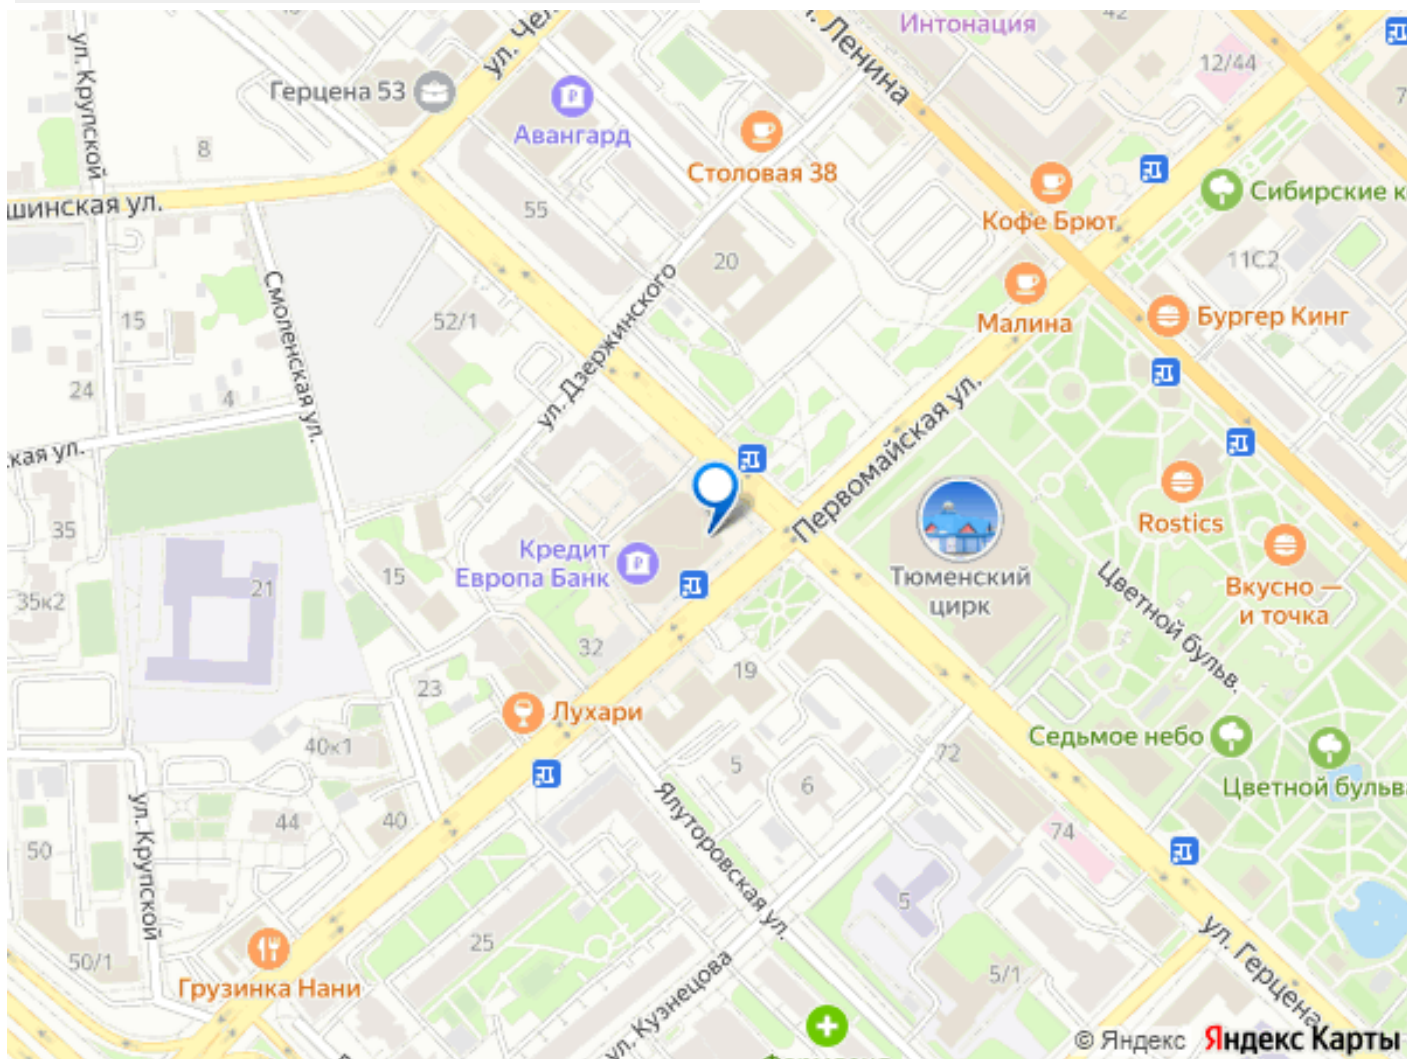 Интонация
42
ул. Ленина
12/44
7
ул. Крупской
Герцена 53
Авангард
Столовая 38
8
55
Кофе Брют
Сибирские к
шинская ул.
11С2
20
Смоленская ул.
15
52/1
ул. Дзержинского
Малина
Бургер Кинг
24
4
Первомайская ул.
кая ул.
35
Rostics
Кредит
Европа Банк
15
21
35к2
Тюменский
цирк
Вкусно —
и точка
Цветной бульв.
32
19
23
Лухари
40к1
72
Седьмое небо
5
6
Цветной бульв
ул. Крупской
44
40
50
Ялуторовская ул.
74
5
25
50/1
Грузинка Нани
5/1
ул. Герцена
ул. Кузнецова
© Яндекс Яндекс Карты